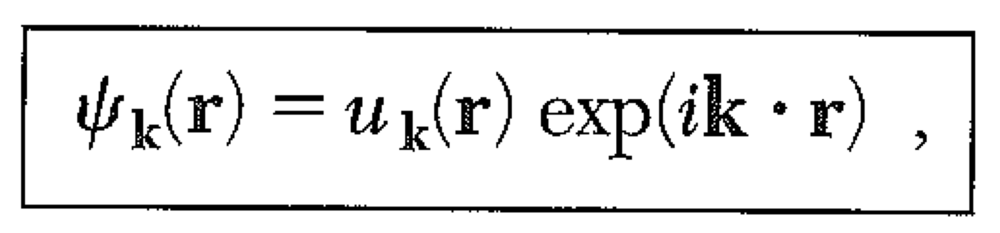 ψ_𝐤(𝐫) = u_𝐤(𝐫) exp(i𝐤 · 𝐫) ,